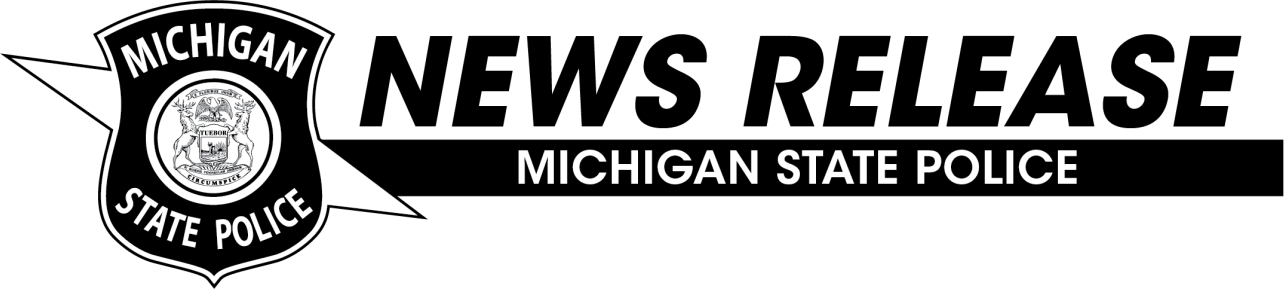 MICHIGAN
TUEBOR
CIRCUMSPICE
STATE POLICE
NEWS RELEASE
MICHIGAN STATE POLICE